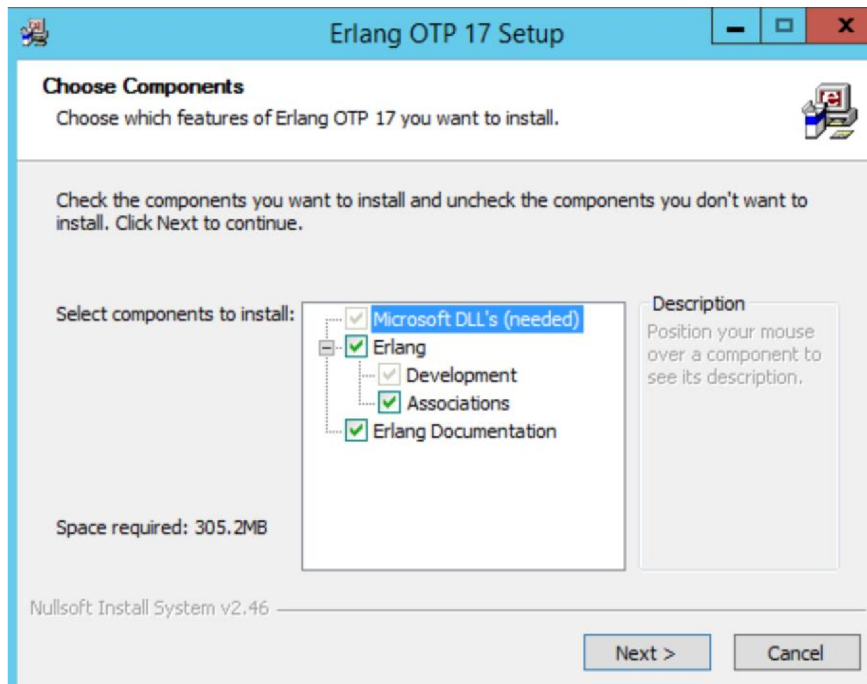 Erlang OTP 17 Setup
Choose Components
Choose which features of Erlang OTP 17 you want to install.
Check the components you want to install and uncheck the components you don't want to
install. Click Next to continue.
Select components to install:
Microsoft DLL's (needed)
Erlang
Development
Associations
Erlang Documentation
Description
Position your mouse
over a component to
see its description.
Space required: 305.2MB
Nullsoft Install System v2.46
Next >
Cancel